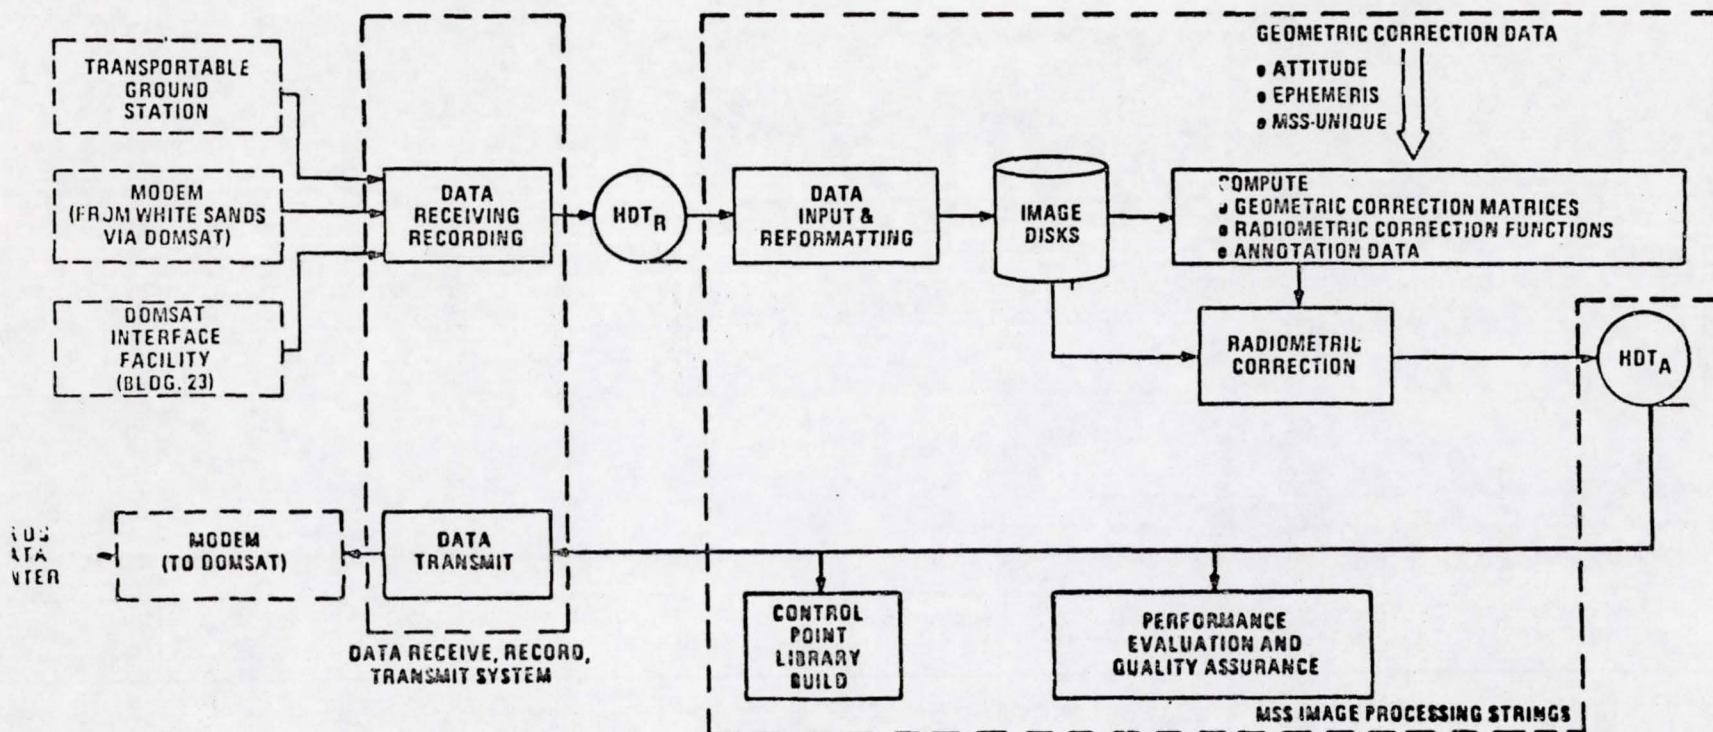 TRANSPORTABLE
GROUND
STATION
MODEM
(FROM WHITE SANDS
VIA DOMSAT)
DOMSAT
INTERFACE
FACILITY
(BLDG. 23)
DATA
RECEIVING
RECORDING
HDTR
DATA
INPUT &
REFORMATTING
IMAGE
DISKS
GEOMETRIC CORRECTION DATA
• ATTITUDE
• EPHEMERIS
• MSS-UNIQUE
COMPUTE
• GEOMETRIC CORRECTION MATRICES
• RADIOMETRIC CORRECTION FUNCTIONS
• ANNOTATION DATA
RADIOMETRIC
CORRECTION
HDTA
MODEM
(TO DOMSAT)
DATA
TRANSMIT
DATA RECEIVE, RECORD,
TRANSMIT SYSTEM
CONTROL
POINT
LIBRARY
BUILD
PERFORMANCE
EVALUATION AND
QUALITY ASSURANCE
MSS IMAGE PROCESSING STRINGS